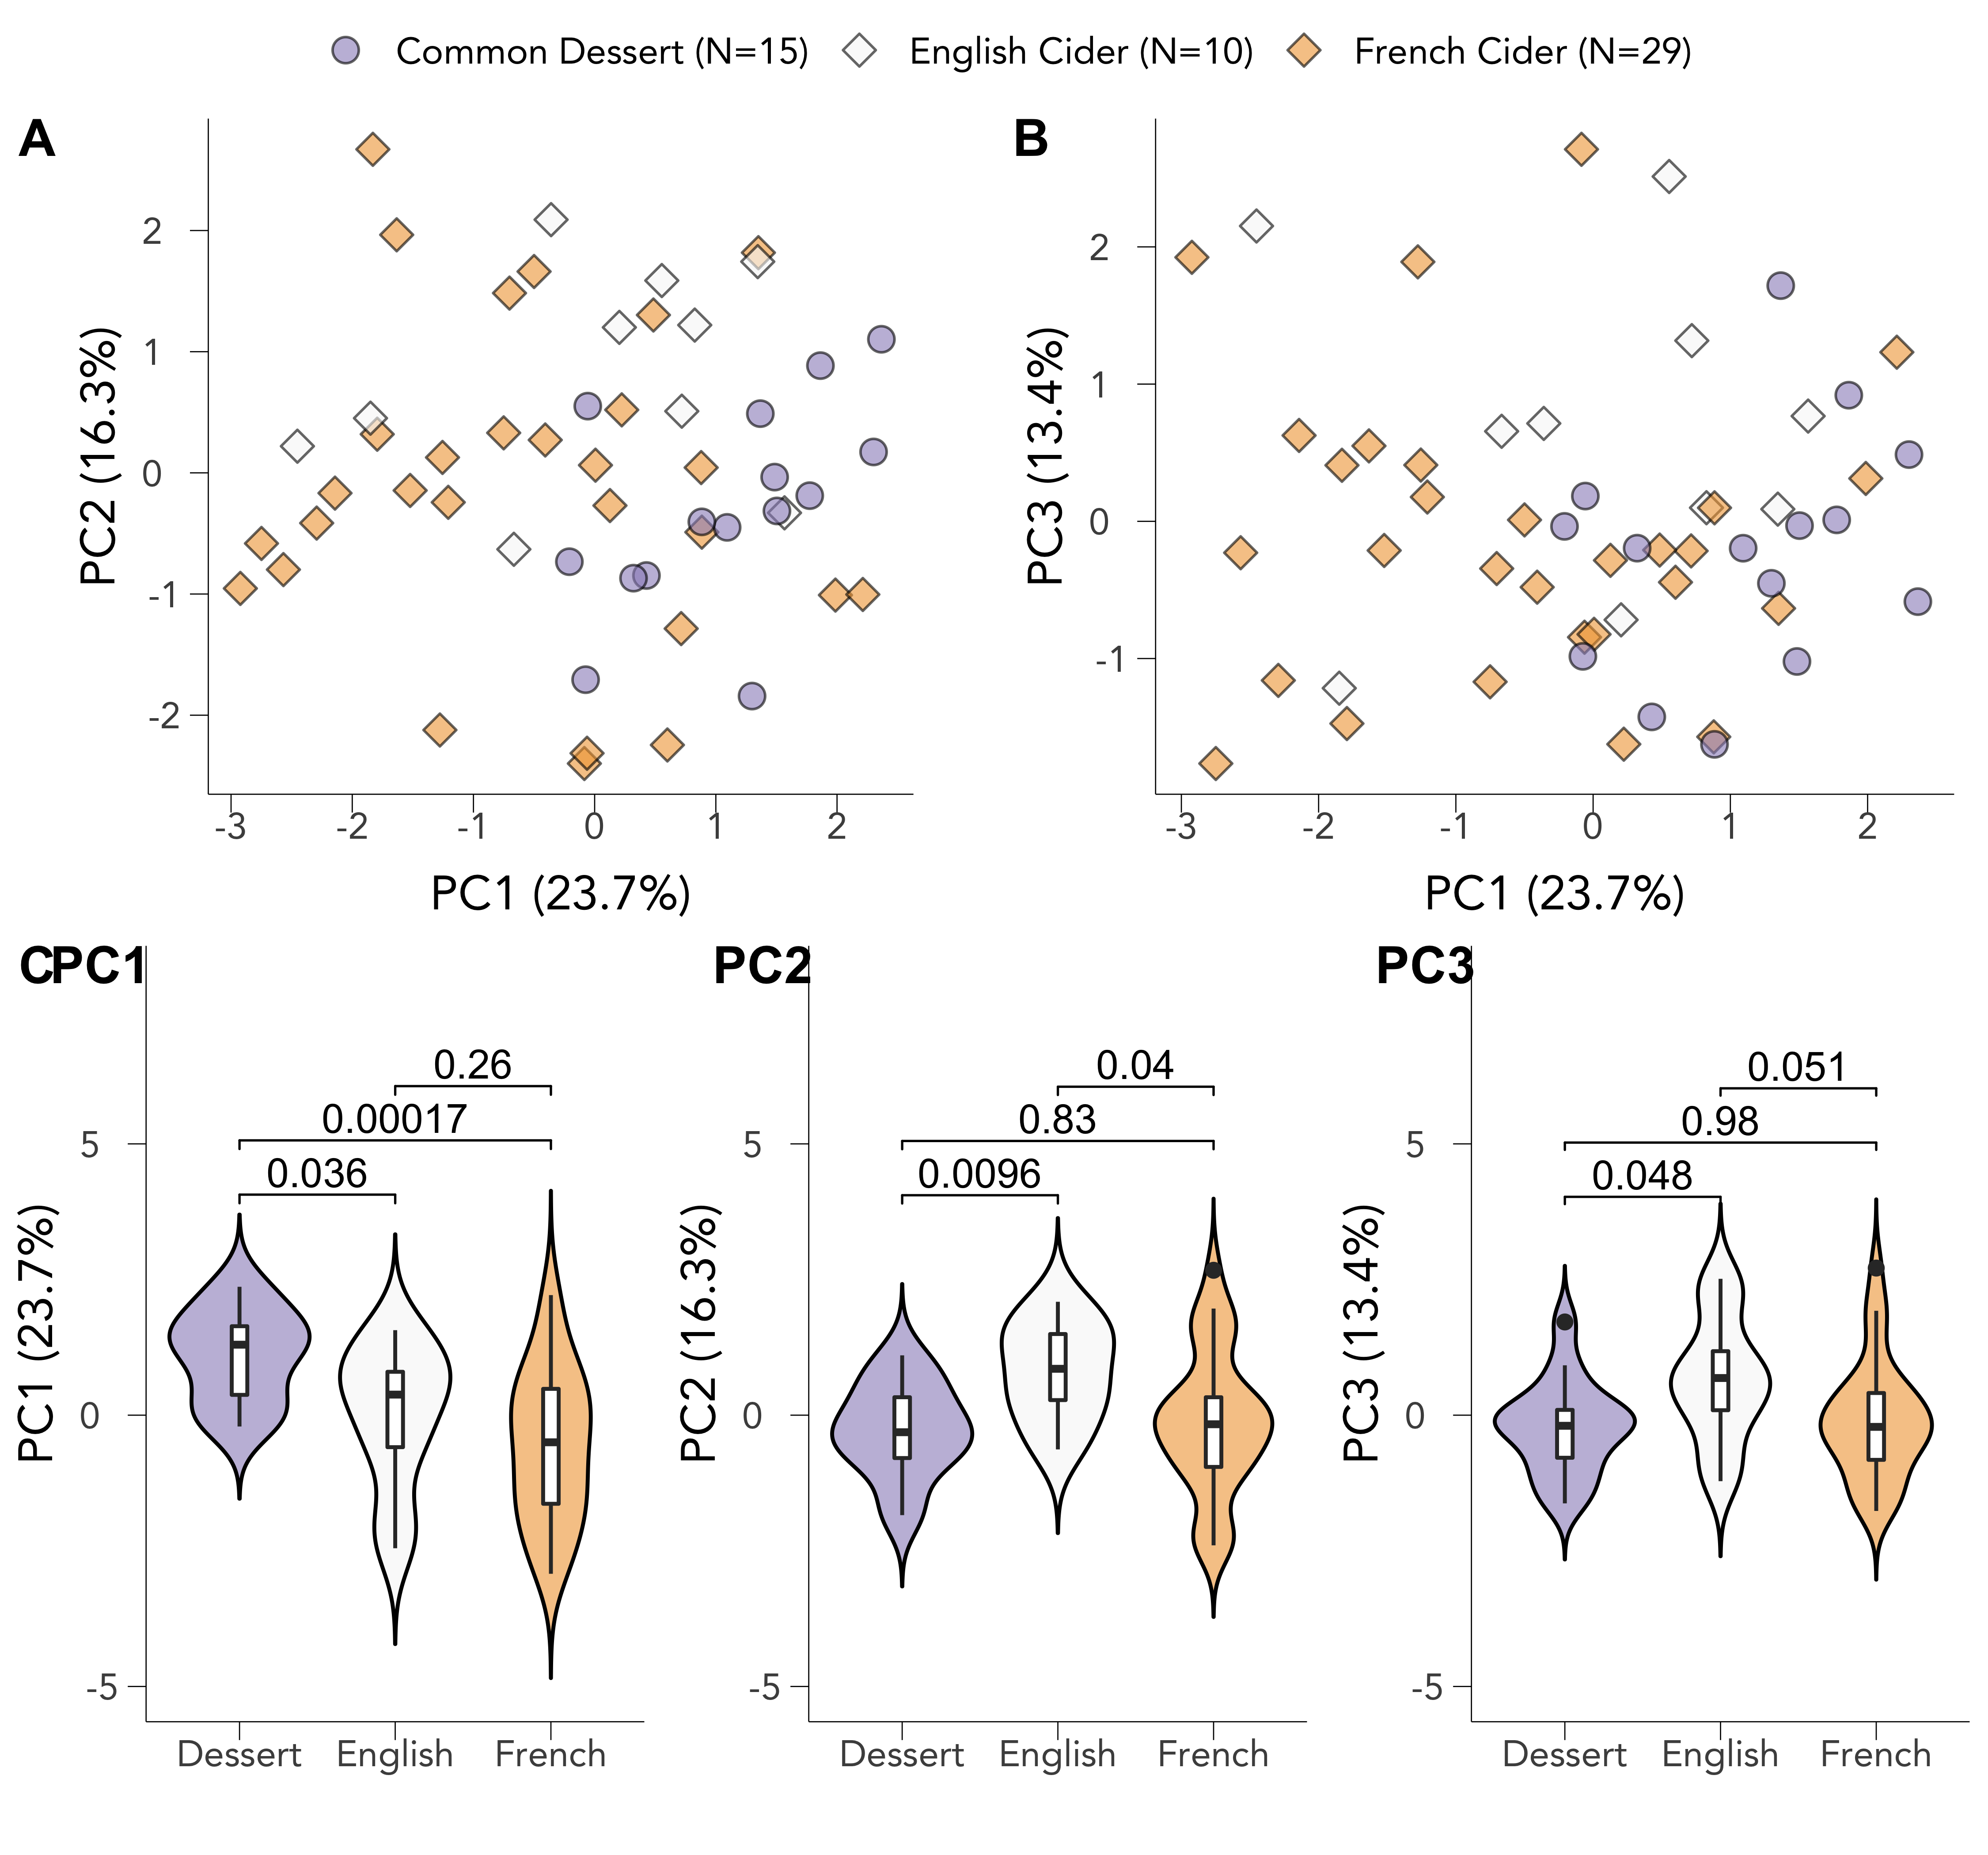 Common Dessert (N=15) English Cider (N=10) French Cider (N=29)
A
PC2 (16.3%)
2
1
0
-1
-2
-3 -2 -1 0 1 2
PC1 (23.7%)
B
PC3 (13.4%)
2
1
0
-1
-3 -2 -1 0 1 2
PC1 (23.7%)
C
PC1
PC1 (23.7%)
5
0
-5
0.26
0.00017
0.036
Dessert English French
PC2
PC2 (16.3%)
5
0
-5
0.04
0.83
0.0096
Dessert English French
PC3
PC3 (13.4%)
5
0
-5
0.051
0.98
0.048
Dessert English French